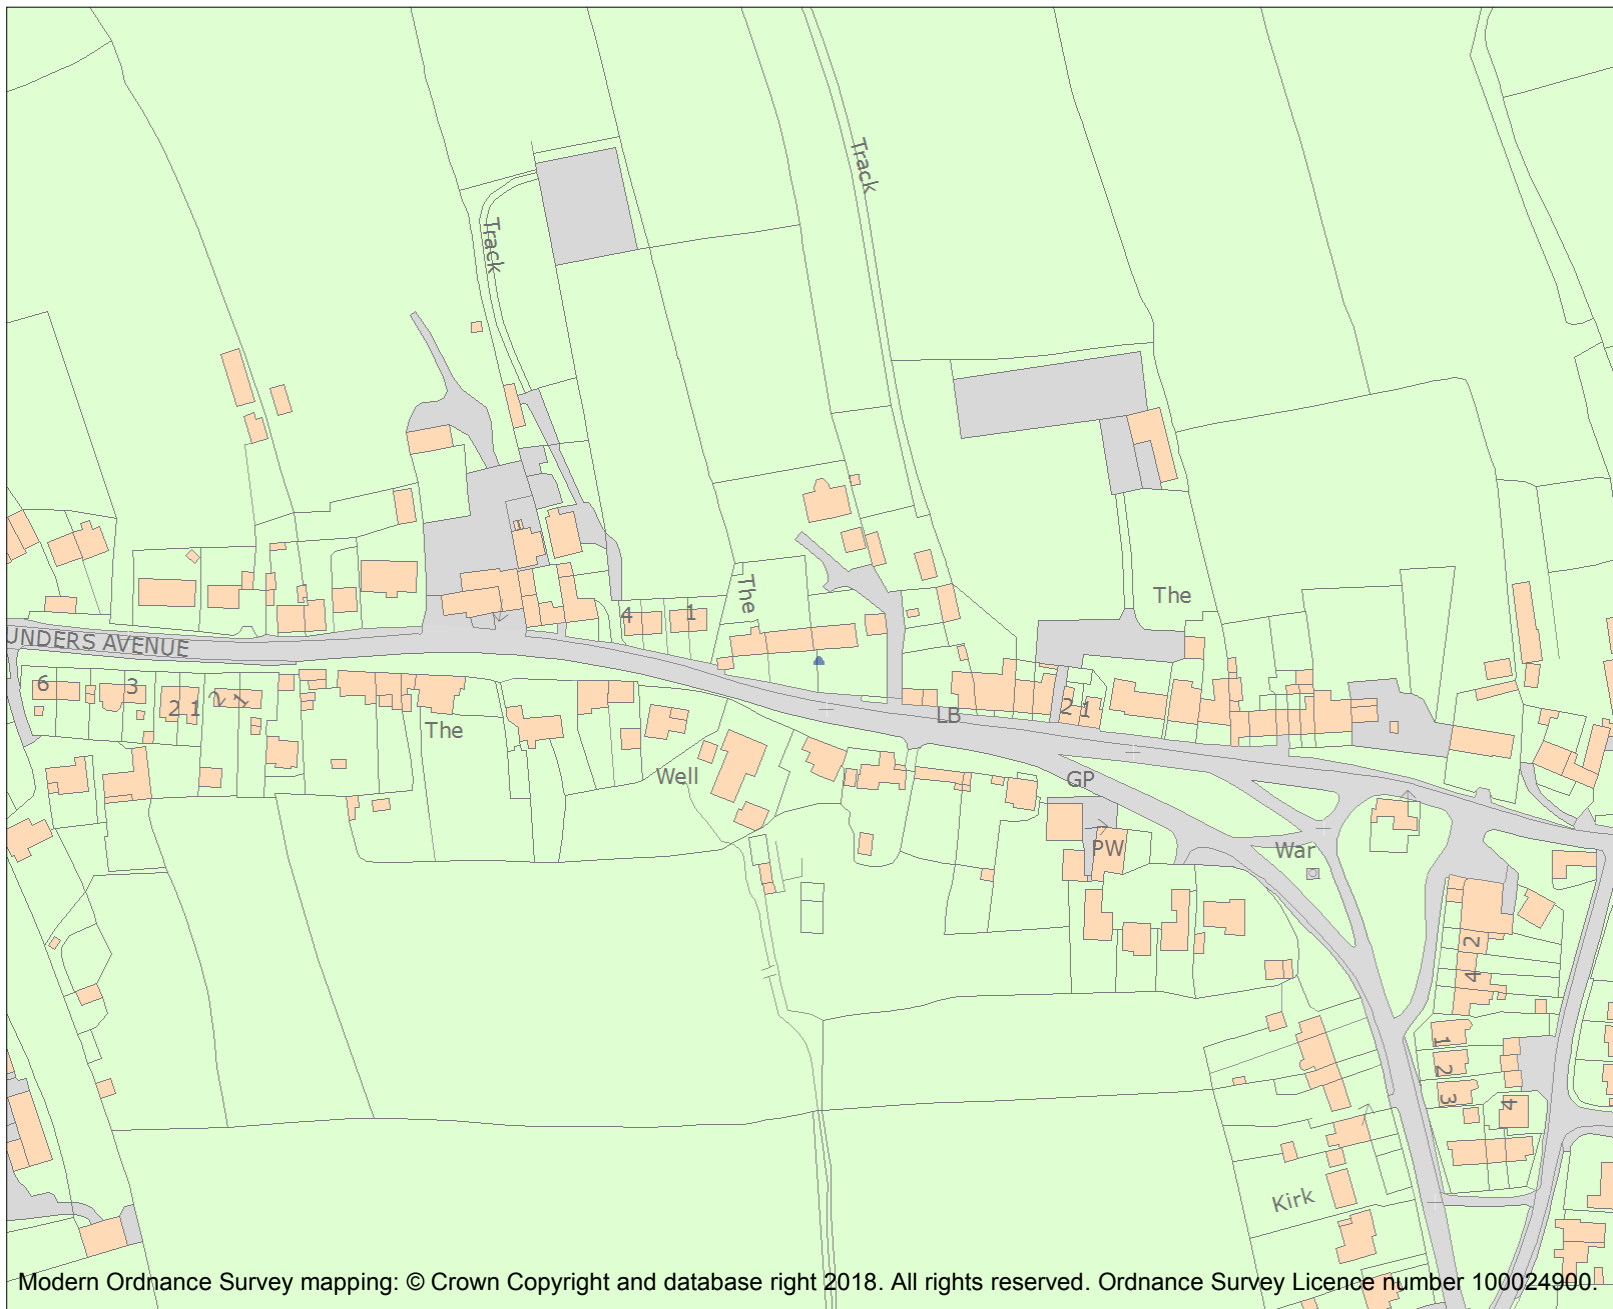 Track
Track
The
The
4
1
UNDERS AVENUE
6
3
2 1
2
1
The
LB
2 1
Well
GP
PW
War
2
4
1
2
3
4
Kirk
Modern Ordnance Survey mapping: © Crown Copyright and database right 2018. All rights reserved. Ordnance Survey Licence number 100024900.